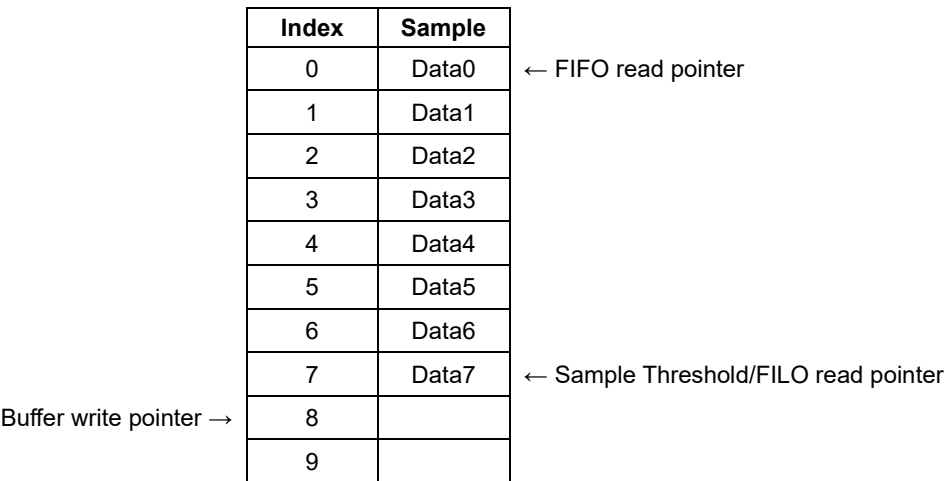 Index Sample
0 Data0 ← FIFO read pointer
1 Data1
2 Data2
3 Data3
4 Data4
5 Data5
6 Data6
7 Data7 ← Sample Threshold/FILO read pointer
Buffer write pointer → 8
9